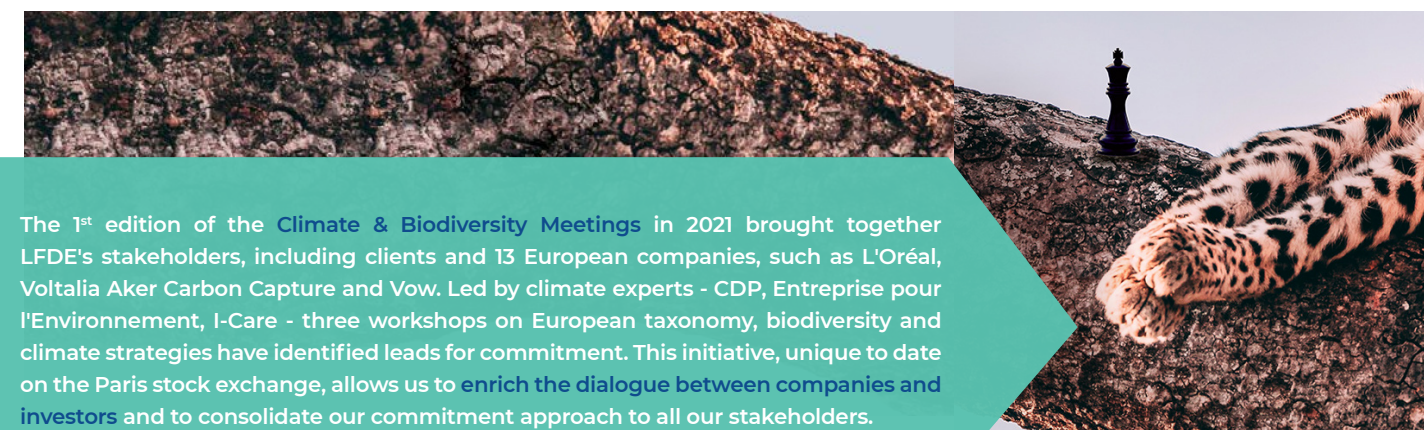 The 1st edition of the Climate & Biodiversity Meetings in 2021 brought together
LFDE's stakeholders, including clients and 13 European companies, such as L'Oréal,
Voltalia Aker Carbon Capture and Vow. Led by climate experts - CDP, Entreprise pour
l'Environnement, I-Care - three workshops on European taxonomy, biodiversity and
climate strategies have identified leads for commitment. This initiative, unique to date
on the Paris stock exchange, allows us to enrich the dialogue between companies and
investors and to consolidate our commitment approach to all our stakeholders.